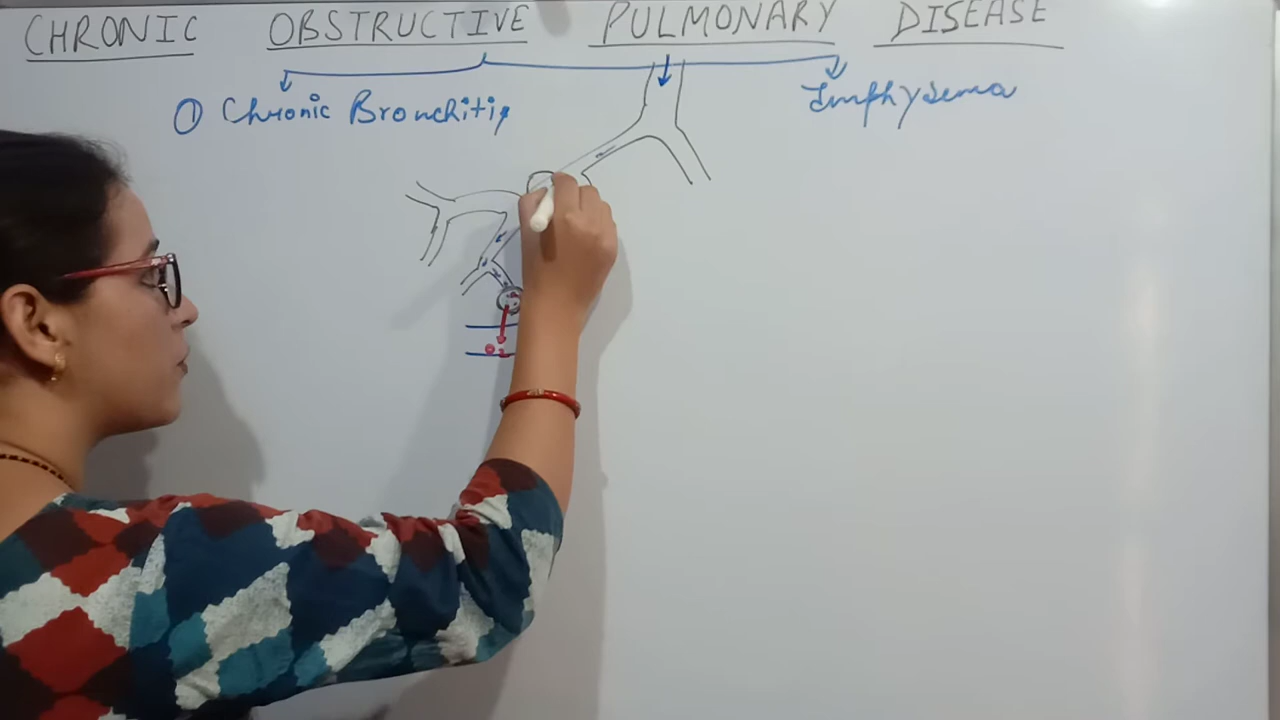 CHRONIC OBSTRUCTIVE PULMONARY DISEASE
① Chronic Bronchitis
Emphysema